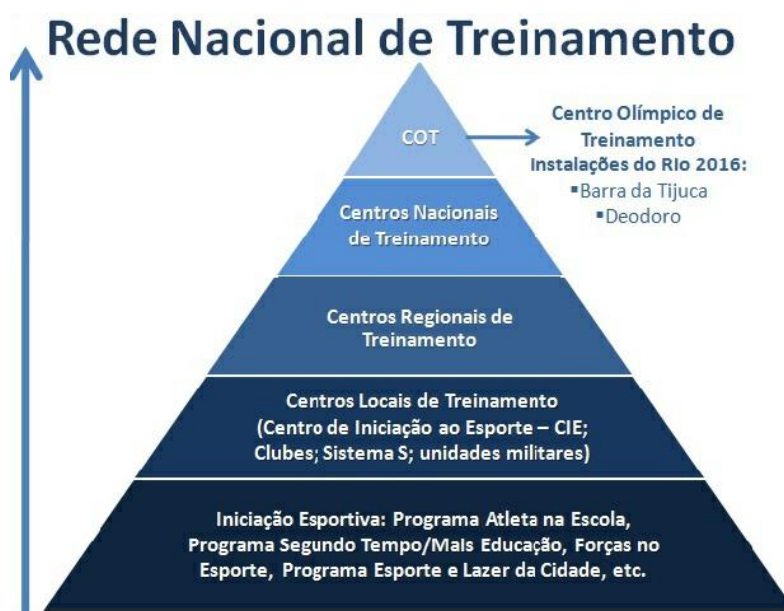 Rede Nacional de Treinamento
COT
Centro Olímpico de
Treinamento
Instalações do RIo 2016:
▪Barra da Tijuca
▪Deodoro
Centros Nacionais
de Treinamento
Centros Regionais de
Treinamento
Centros Locais de Treinamento
(Centro de Iniciação ao Esporte – CIE;
Clubes; Sistema S; unidades militares)
Iniciação Esportiva: Programa Atleta na Escola,
Programa Segundo Tempo/Mais Educação, Forças no
Esporte, Programa Esporte e Lazer da Cidade, etc.